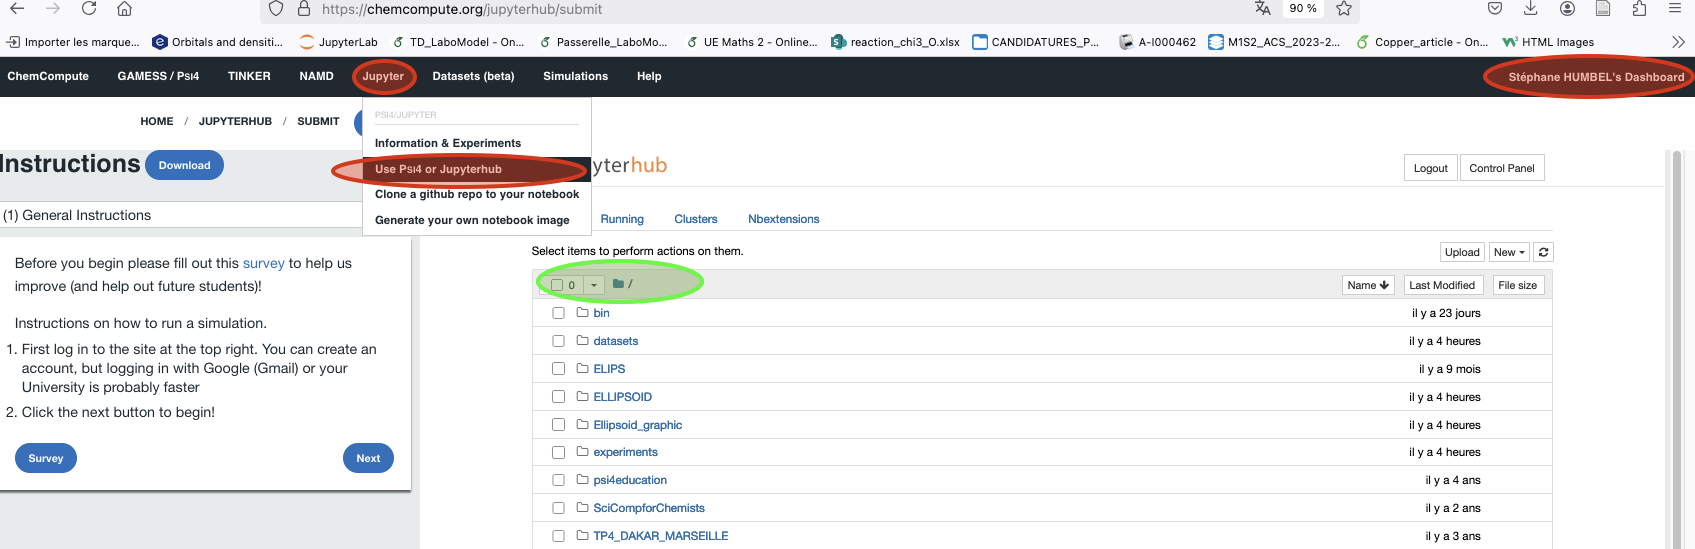 https://chemcompute.org/jupyterhub/submit 90 %
Importer les marque... Orbitals and densiti... JupyterLab TD_LaboModel - On... Passerelle_LaboMo... UE Maths 2 - Online... reaction_chi3_O.xlsx CANDIDATURES_P... A-I000462 M1S2_ACS_2023-2... Copper_article - On... HTML Images
ChemCompute GAMESS / PSI4 TINKER NAMD Jupyter Datasets (beta) Simulations Help Stéphane HUMBEL's Dashboard
HOME / JUPYTERHUB / SUBMIT
PSI4/JUPYTER
Information & Experiments
Use PSI4 or Jupyterhub
Clone a github repo to your notebook
Generate your own notebook image
Instructions Download
(1) General Instructions
Before you begin please fill out this survey to help us
improve (and help out future students)!
Instructions on how to run a simulation.
1. First log in to the site at the top right. You can create an
account, but logging in with Google (Gmail) or your
University is probably faster
2. Click the next button to begin!
Survey Next
yterhub Logout Control Panel
Running Clusters Nbextensions
Select items to perform actions on them. Upload New
0 / Name Last Modified File size
bin il y a 23 jours
datasets il y a 4 heures
ELIPS il y a 9 mois
ELLIPSOID il y a 4 heures
Ellipsoid_graphic il y a 4 heures
experiments il y a 4 heures
psi4education il y a 4 ans
SciCompforChemists il y a 2 ans
TP4_DAKAR_MARSEILLE il y a 3 ans